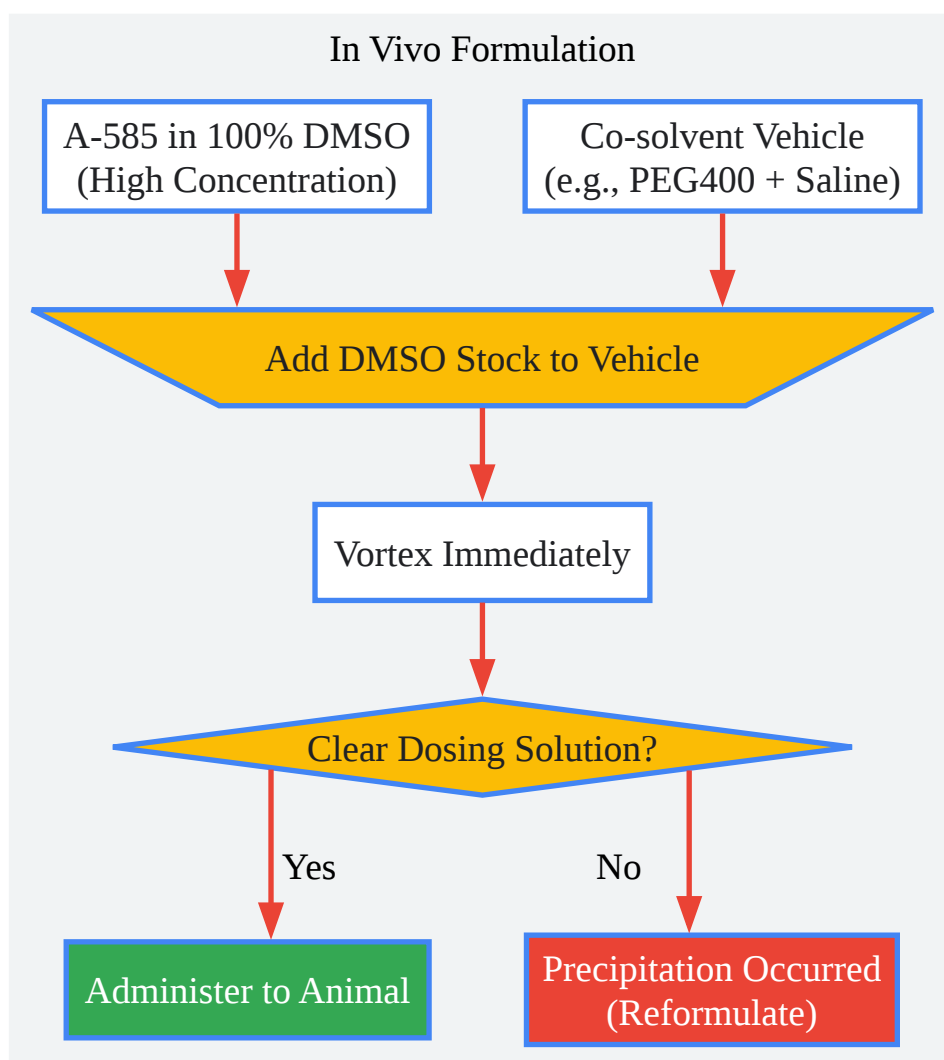 In Vivo Formulation
A-585 in 100% DMSO
(High Concentration)
Co-solvent Vehicle
(e.g., PEG400 + Saline)
Add DMSO Stock to Vehicle
Vortex Immediately
Clear Dosing Solution?
Yes
No
Administer to Animal
Precipitation Occurred
(Reformulate)